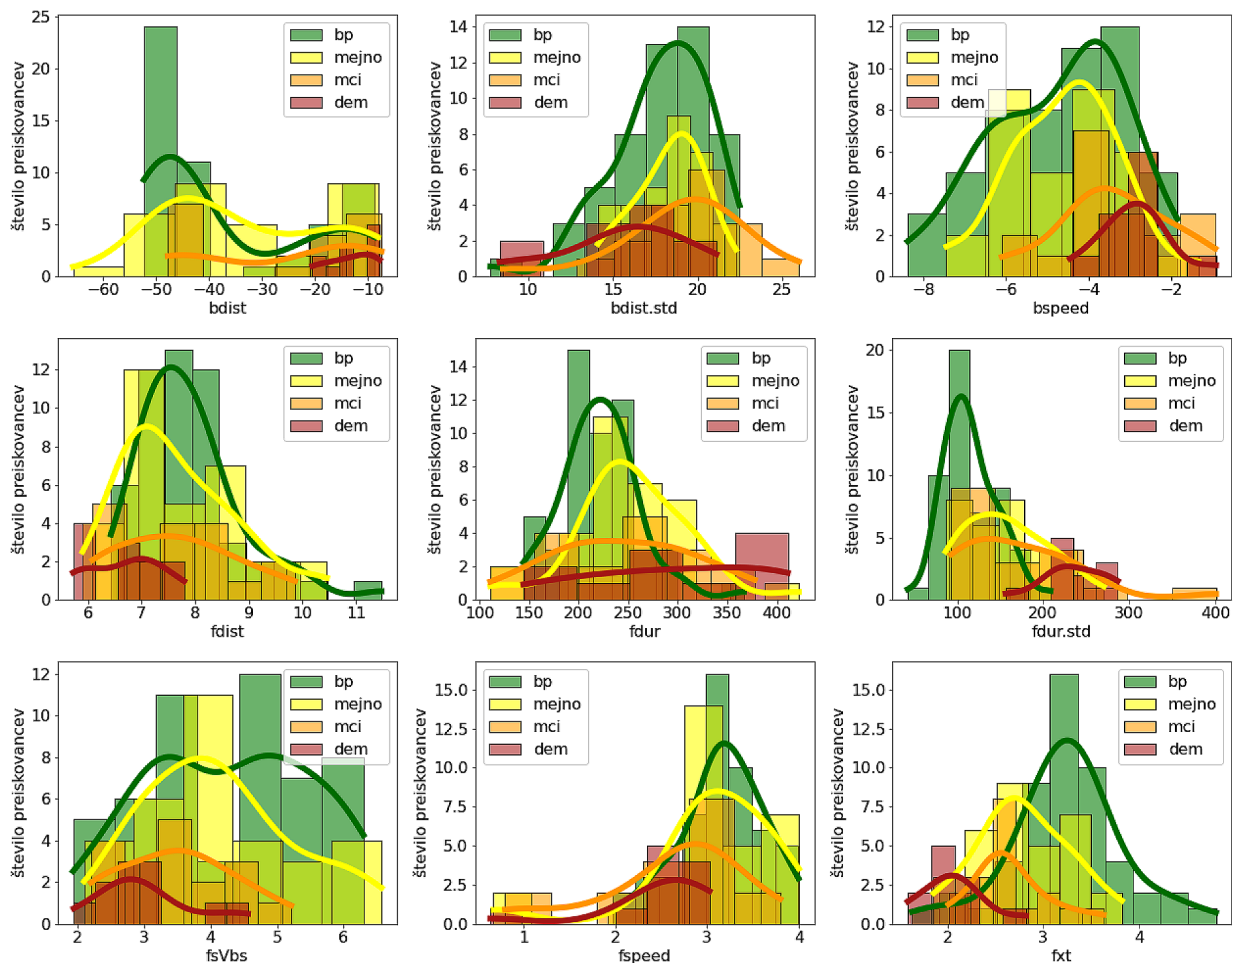 število preiskovancev
25
20
15
10
5
0
bp
mejno
mci
dem
−60 −50 −40 −30 −20 −10
bdist
število preiskovancev
14
12
10
8
6
4
2
0
bp
mejno
mci
dem
10 15 20 25
bdist.std
število preiskovancev
12
10
8
6
4
2
0
bp
mejno
mci
dem
−8 −6 −4 −2
bspeed
število preiskovancev
12
10
8
6
4
2
0
bp
mejno
mci
dem
6 7 8 9 10 11
fdist
število preiskovancev
14
12
10
8
6
4
2
0
bp
mejno
mci
dem
100 150 200 250 300 350 400
fdur
število preiskovancev
20
15
10
5
0
bp
mejno
mci
dem
100 200 300 400
fdur.std
število preiskovancev
12
10
8
6
4
2
0
bp
mejno
mci
dem
2 3 4 5 6
fsVbs
število preiskovancev
15.0
12.5
10.0
7.5
5.0
2.5
0.0
bp
mejno
mci
dem
1 2 3 4
fspeed
število preiskovancev
15.0
12.5
10.0
7.5
5.0
2.5
0.0
bp
mejno
mci
dem
2 3 4
fxt